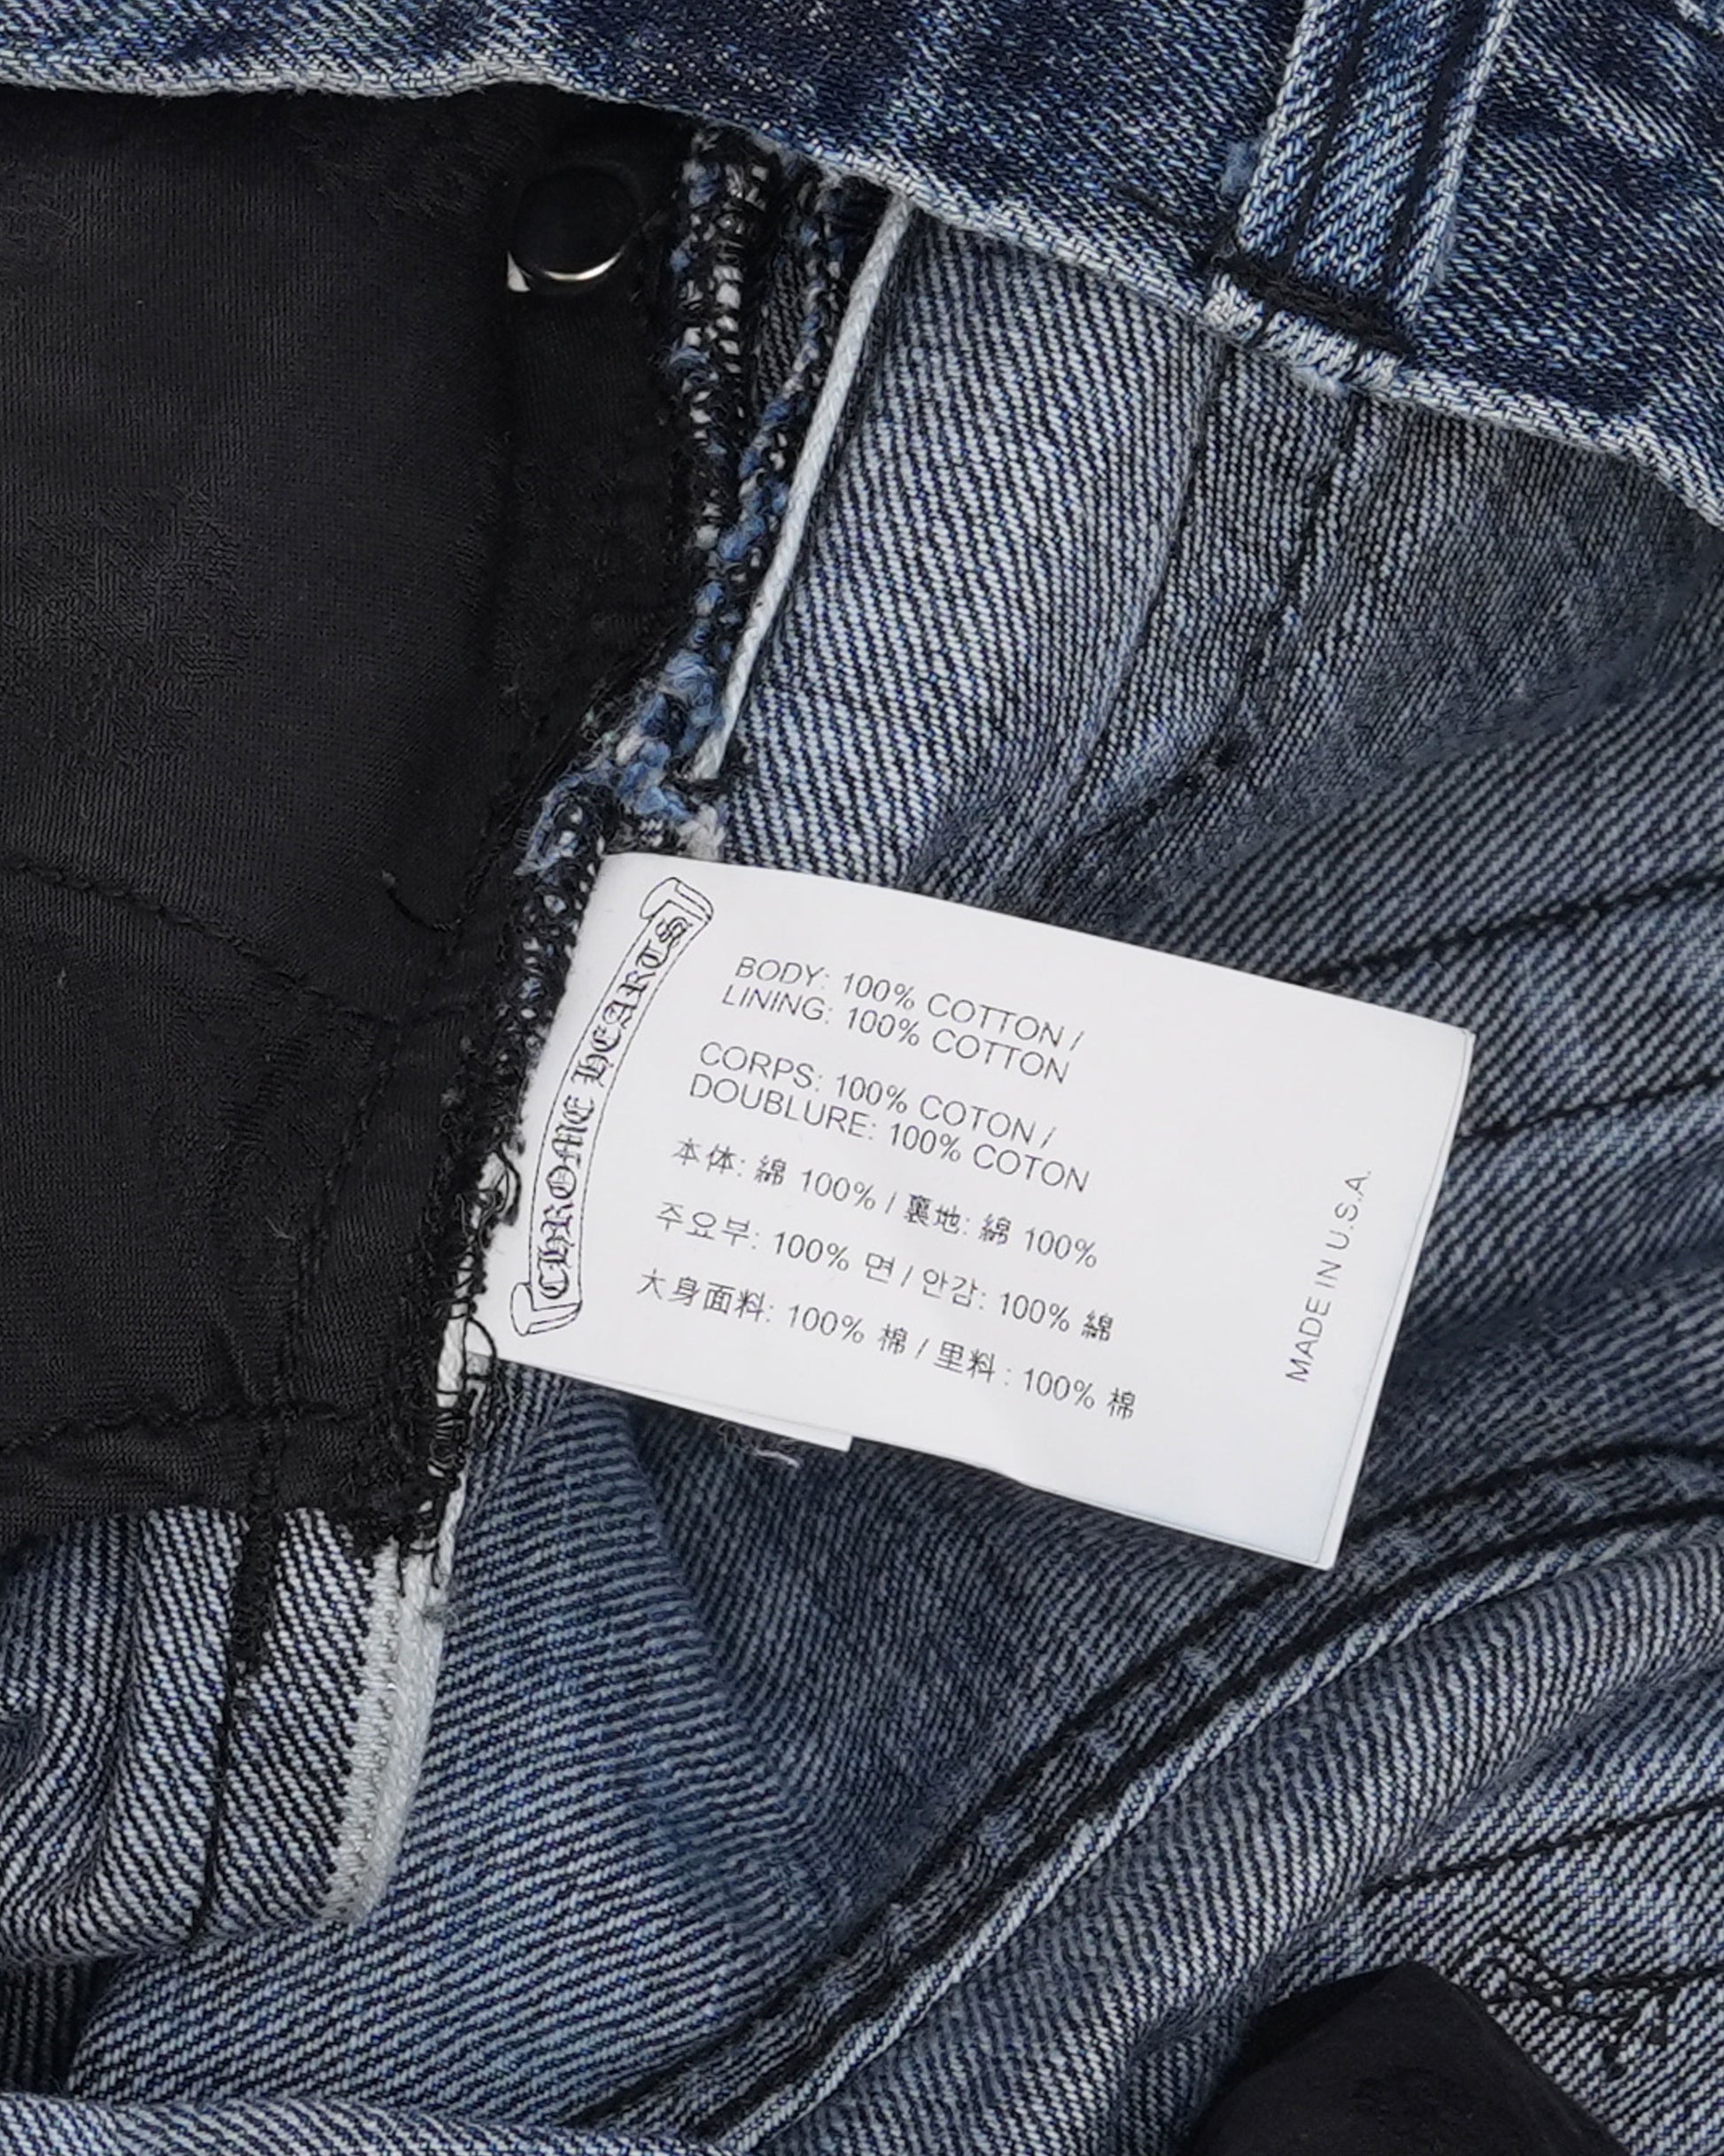 CHROME HEARTS
BODY: 100% COTTON /
LINING: 100% COTTON
CORPS: 100% COTON /
DOUBLURE: 100% COTON
本体: 綿 100% / 裏地: 綿 100%
주요부: 100% 면 / 안감: 100% 綿
大身面料: 100% 棉 / 里料 : 100% 棉
MADE IN U.S.A.